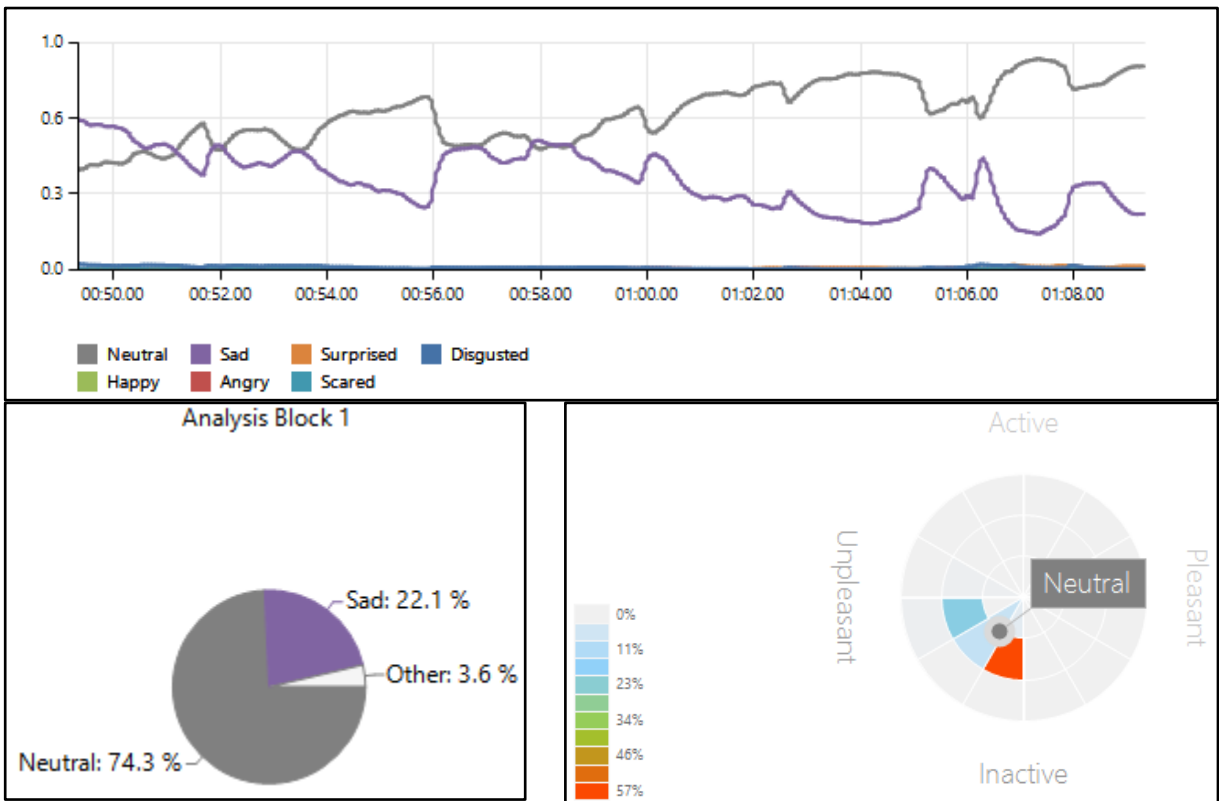 1.0
0.6
0.3
0.0
00:50.00 00:52.00 00:54.00 00:56.00 00:58.00 01:00.00 01:02.00 01:04.00 01:06.00 01:08.00
Neutral Sad Surprised Disgusted
Happy Angry Scared
Analysis Block 1
Sad: 22.1 %
Other: 3.6 %
Neutral: 74.3 %
Active
Unpleasant
Pleasant
Neutral
Inactive
0%
11%
23%
34%
46%
57%